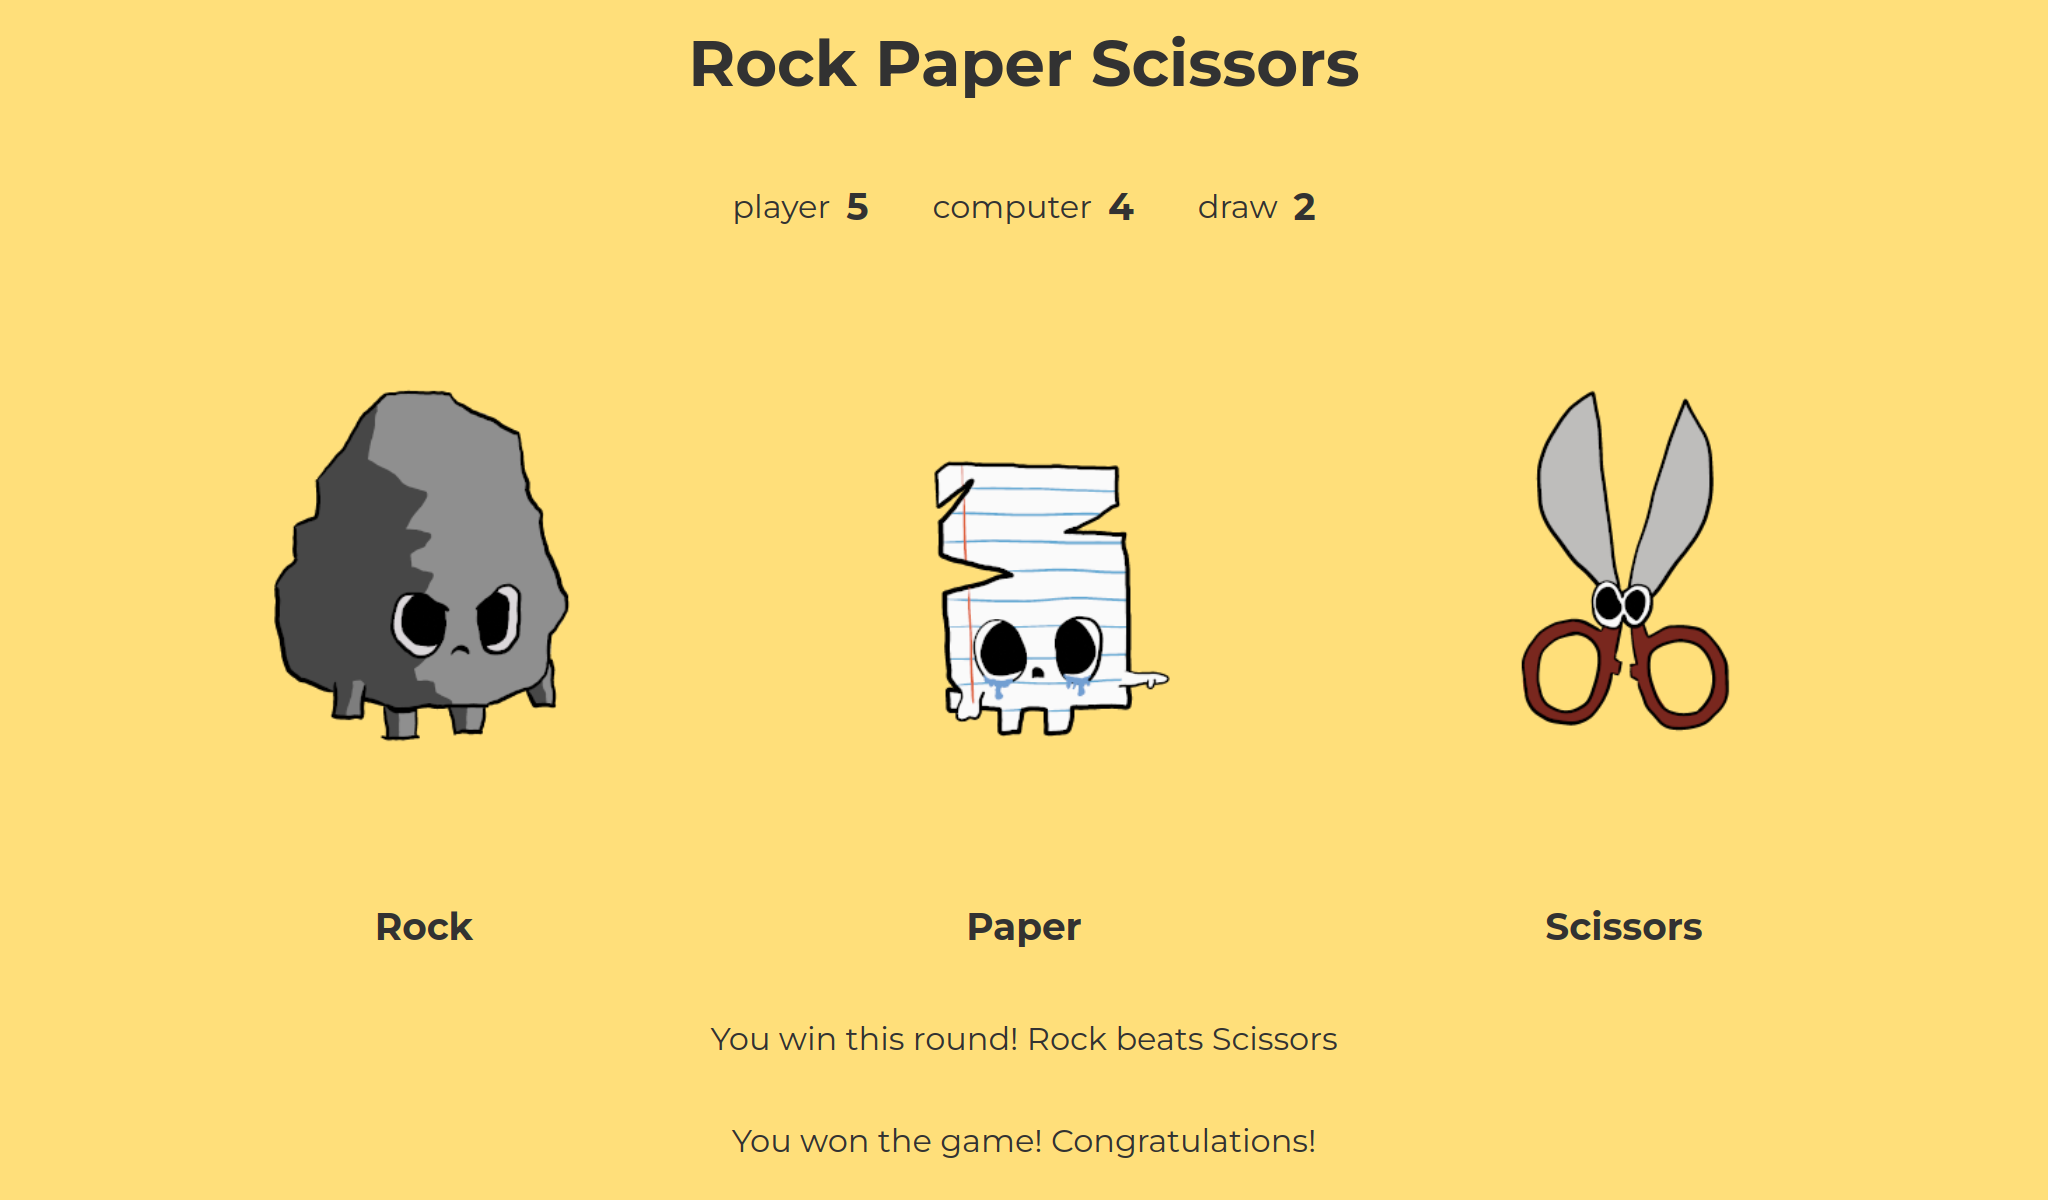 Rock Paper Scissors
player 5 computer 4 draw 2
Rock Paper Scissors
You win this round! Rock beats Scissors
You won the game! Congratulations!